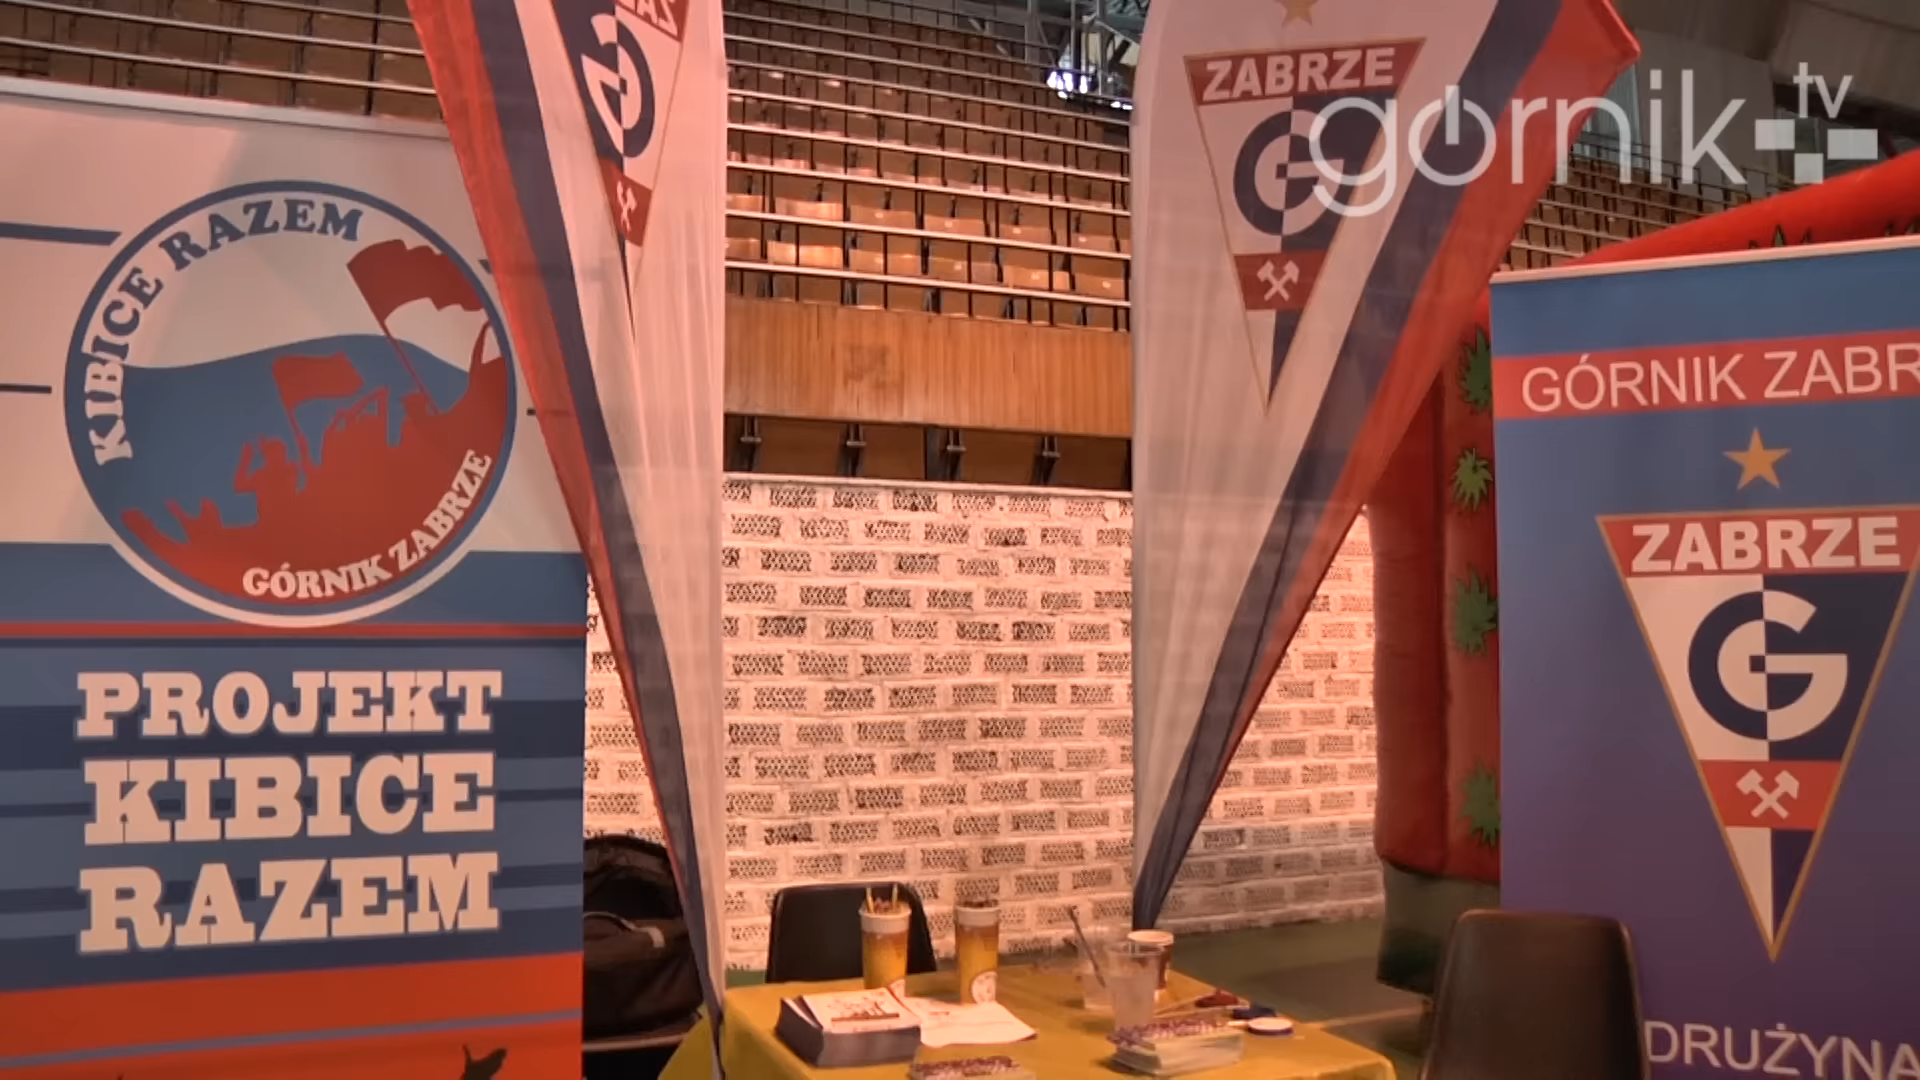 KIBICE RAZEM
GÓRNIK ZABRZE
PROJEKT
KIBICE
RAZEM
ZABRZE
G
górnik tv
GÓRNIK ZABR
ZABRZE
G
DRUŻYNA